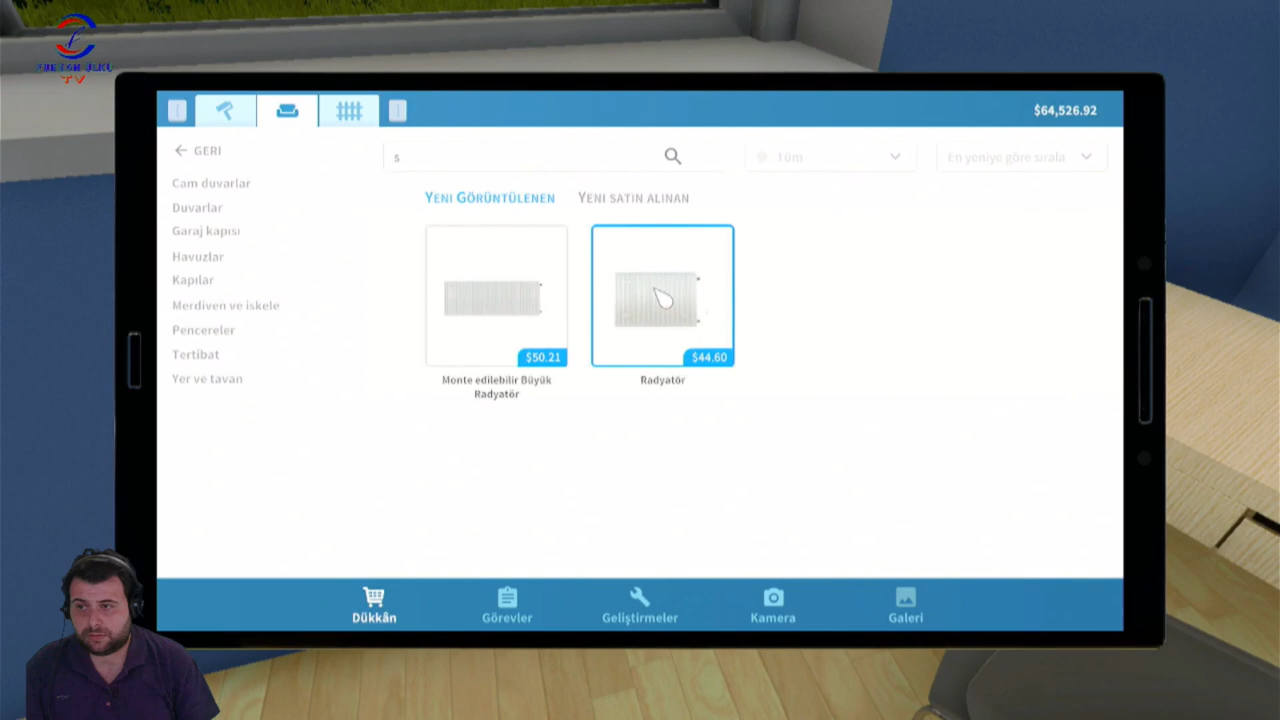 TV
$64,526.92
GERI
s
Tüm
En yeniye göre sırala
Cam duvarlar
Duvarlar
Garaj kapısı
Havuzlar
Kapılar
Merdiven ve iskele
Pencereler
Tertibat
Yer ve tavan
YENI GÖRÜNTÜLENEN
YENI SATIN ALINAN
$50.21
$44.60
Monte edilebilir Büyük
Radyatör
Radyatör
Dükkân
Görevler
Geliştirmeler
Kamera
Galeri